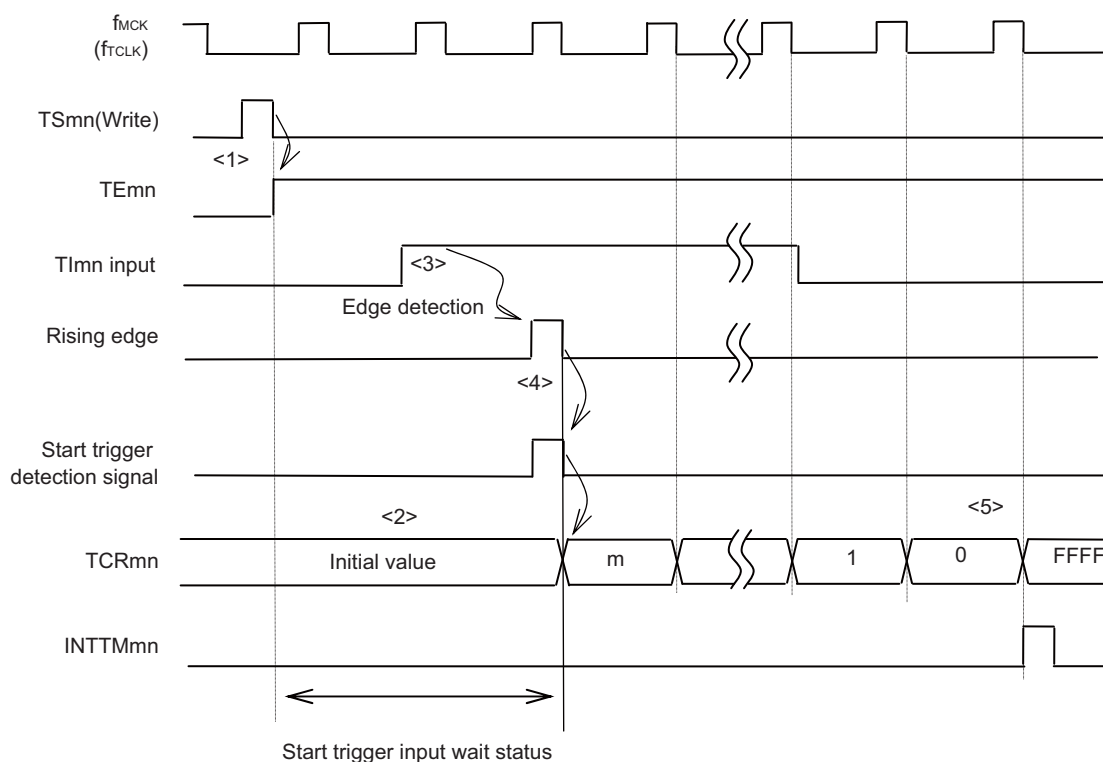 fMCK
(fTCLK)
TSmn(Write)
<1>
TEmn
TImn input
<3>
Edge detection
Rising edge
<4>
Start trigger
detection signal
<2>
<5>
TCRmn
Initial value
m
1
0
FFFF
INTTMmn
Start trigger input wait status